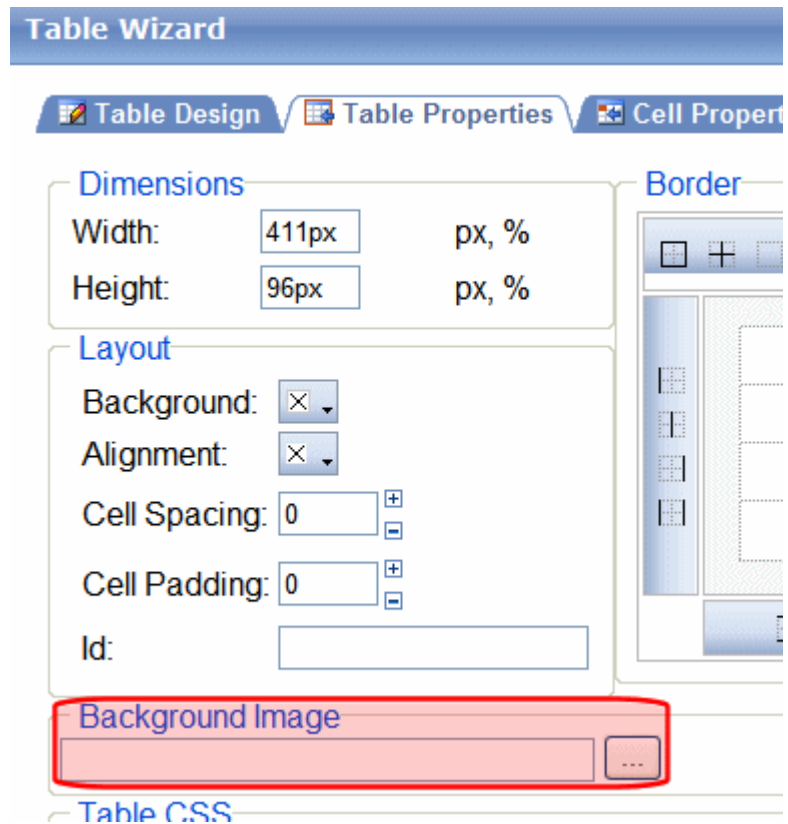 Table Wizard
Table Design Table Properties Cell Propert
Dimensions
Width: 411px px, %
Height: 96px px, %
Border
Layout
Background:
Alignment:
Cell Spacing: 0
Cell Padding: 0
Id:
Background Image
...
Table CSS